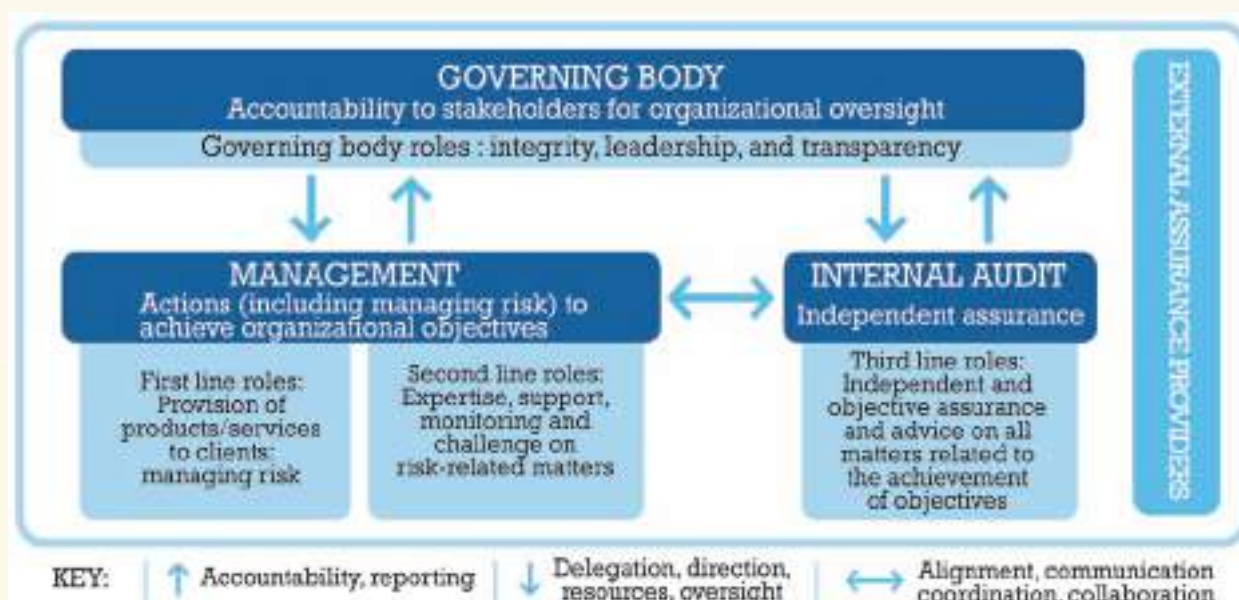 GOVERNING BODY
Accountability to stakeholders for organizational oversight
Governing body roles : integrity, leadership, and transparency
MANAGEMENT
Actions (including managing risk) to
achieve organizational objectives
First line roles:
Provision of
products/services
to clients:
managing risk
Second line roles:
Expertise, support,
monitoring and
challenge on
risk-related matters
INTERNAL AUDIT
Independent assurance
Third line roles:
Independent and
objective assurance
and advice on all
matters related to
the achievement
of objectives
EXTERNAL ASSURANCE PROVIDERS
KEY:
Accountability, reporting
Delegation, direction,
resources, oversight
Alignment, communication
coordination, collaboration